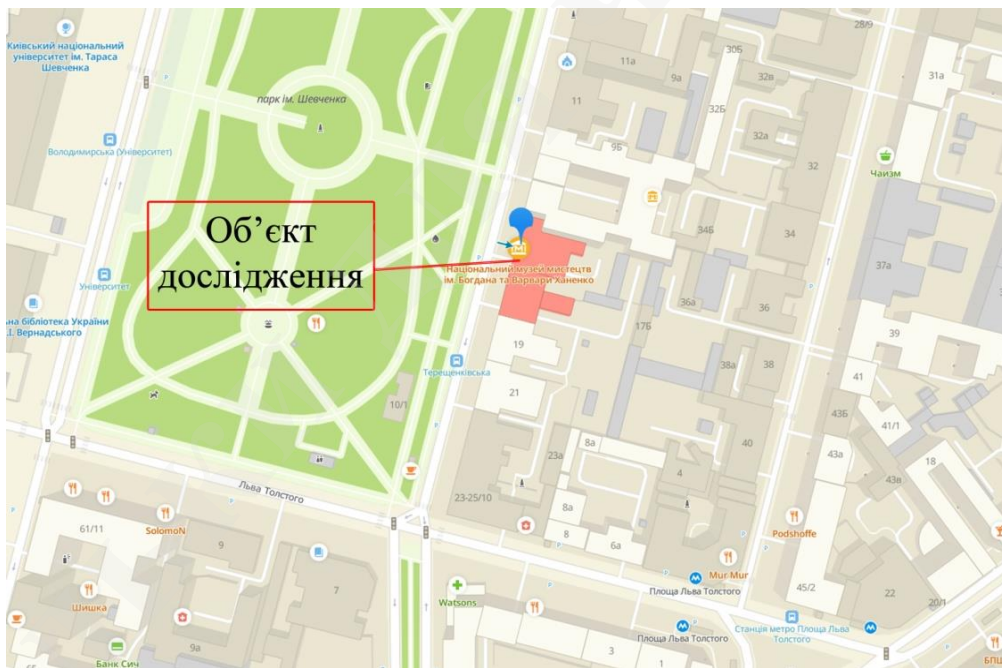 Київський національний
університет ім. Тараса
Шевченка
парк ім. Шевченка
Володимирська (Університет)
Об’єкт
дослідження
Університет
на бібліотека України
.І. Вернадського
Національний музей мистецтв
ім. Богдана та Варвари Ханенко
Терещенківська
10/1
Льва Толстого
11а
9а
30Б
32в
28/9
31а
11
32Б
9Б
32а
32
Чаизм
34Б
34
37а
36а
36
17Б
39
19
38а
38
41
21
43Б
41/1
40
43а
18
8а
23а
4
43в
23-25/10
8а
8
6а
61/11
SolomoN
9
7
Шишка
9а
Банк Сич
Watsons
Podshoffe
Mur Mur
Площа Льва Толстого
45/2
22
20/1
Станція метро Площа Льва
Толстого
Площа Льва Толстого
3
1
БПЦ